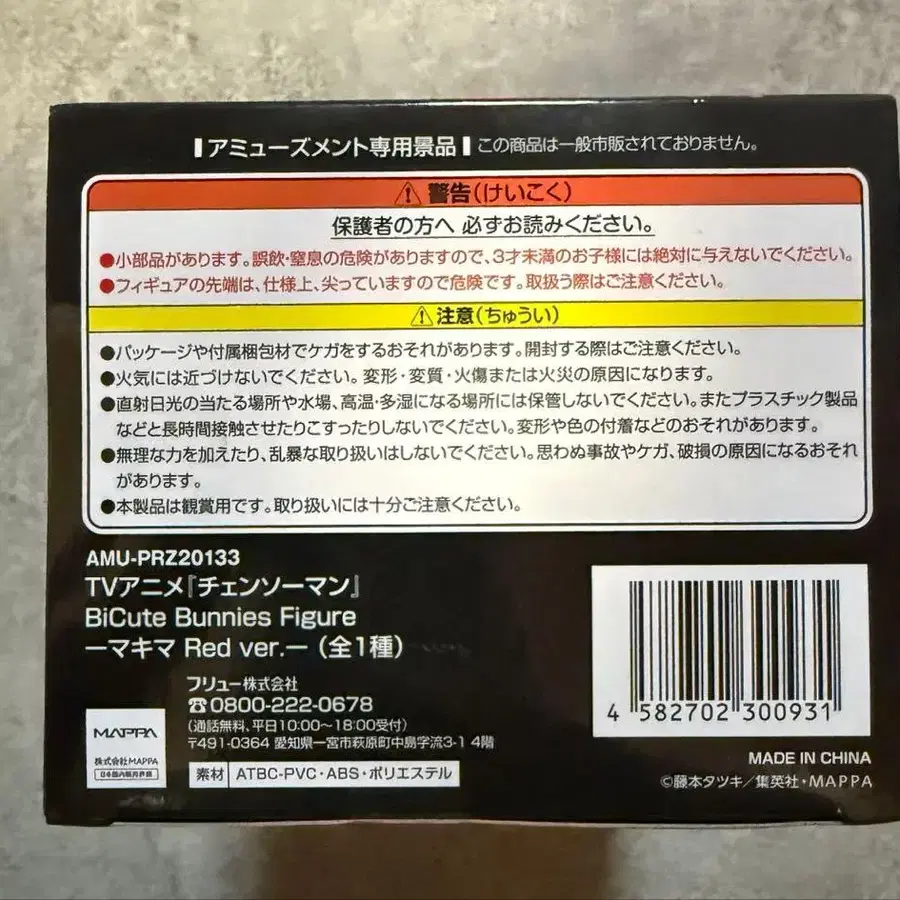 アミューズメント専用景品 この商品は一般市販されておりません。
⚠警告(けいこく)
保護者の方へ 必ずお読みください。
●小部品があります。誤飲・窒息の危険がありますので、3才未満のお子様には絶対に与えないでください。
●フィギュアの先端は、仕様上、尖っていますので危険です。取扱う際はご注意ください。
⚠注意(ちゅうい)
●パッケージや付属梱包材でケガをするおそれがあります。開封する際はご注意ください。
●火気には近づけないでください。変形・変質・火傷または火災の原因になります。
●直射日光の当たる場所や水場、高温・多湿になる場所には保管しないでください。またプラスチック製品
などと長時間接触させたりこすったりしないでください。変形や色の付着などのおそれがあります。
●無理な力を加えたり、乱暴な取り扱いはしないでください。思わぬ事故やケガ、破損の原因になるおそれ
があります。
●本製品は観賞用です。取り扱いには十分ご注意ください。
AMU-PRZ20133
TVアニメ『チェンソーマン』
BiCute Bunnies Figure
ーマキマ Red ver.ー(全1種)
フリュー株式会社
☎0800-222-0678
(通話無料、平日10:00~18:00受付)
〒491-0364 愛知県一宮市萩原町中島字流3-1 4階
素材 ATBC-PVC・ABS・ポリエステル
MAPPA
株式会社MAPPA
日本国内販売許諾
4 582702 300931
MADE IN CHINA
©藤本タツキ/集英社・MAPPA